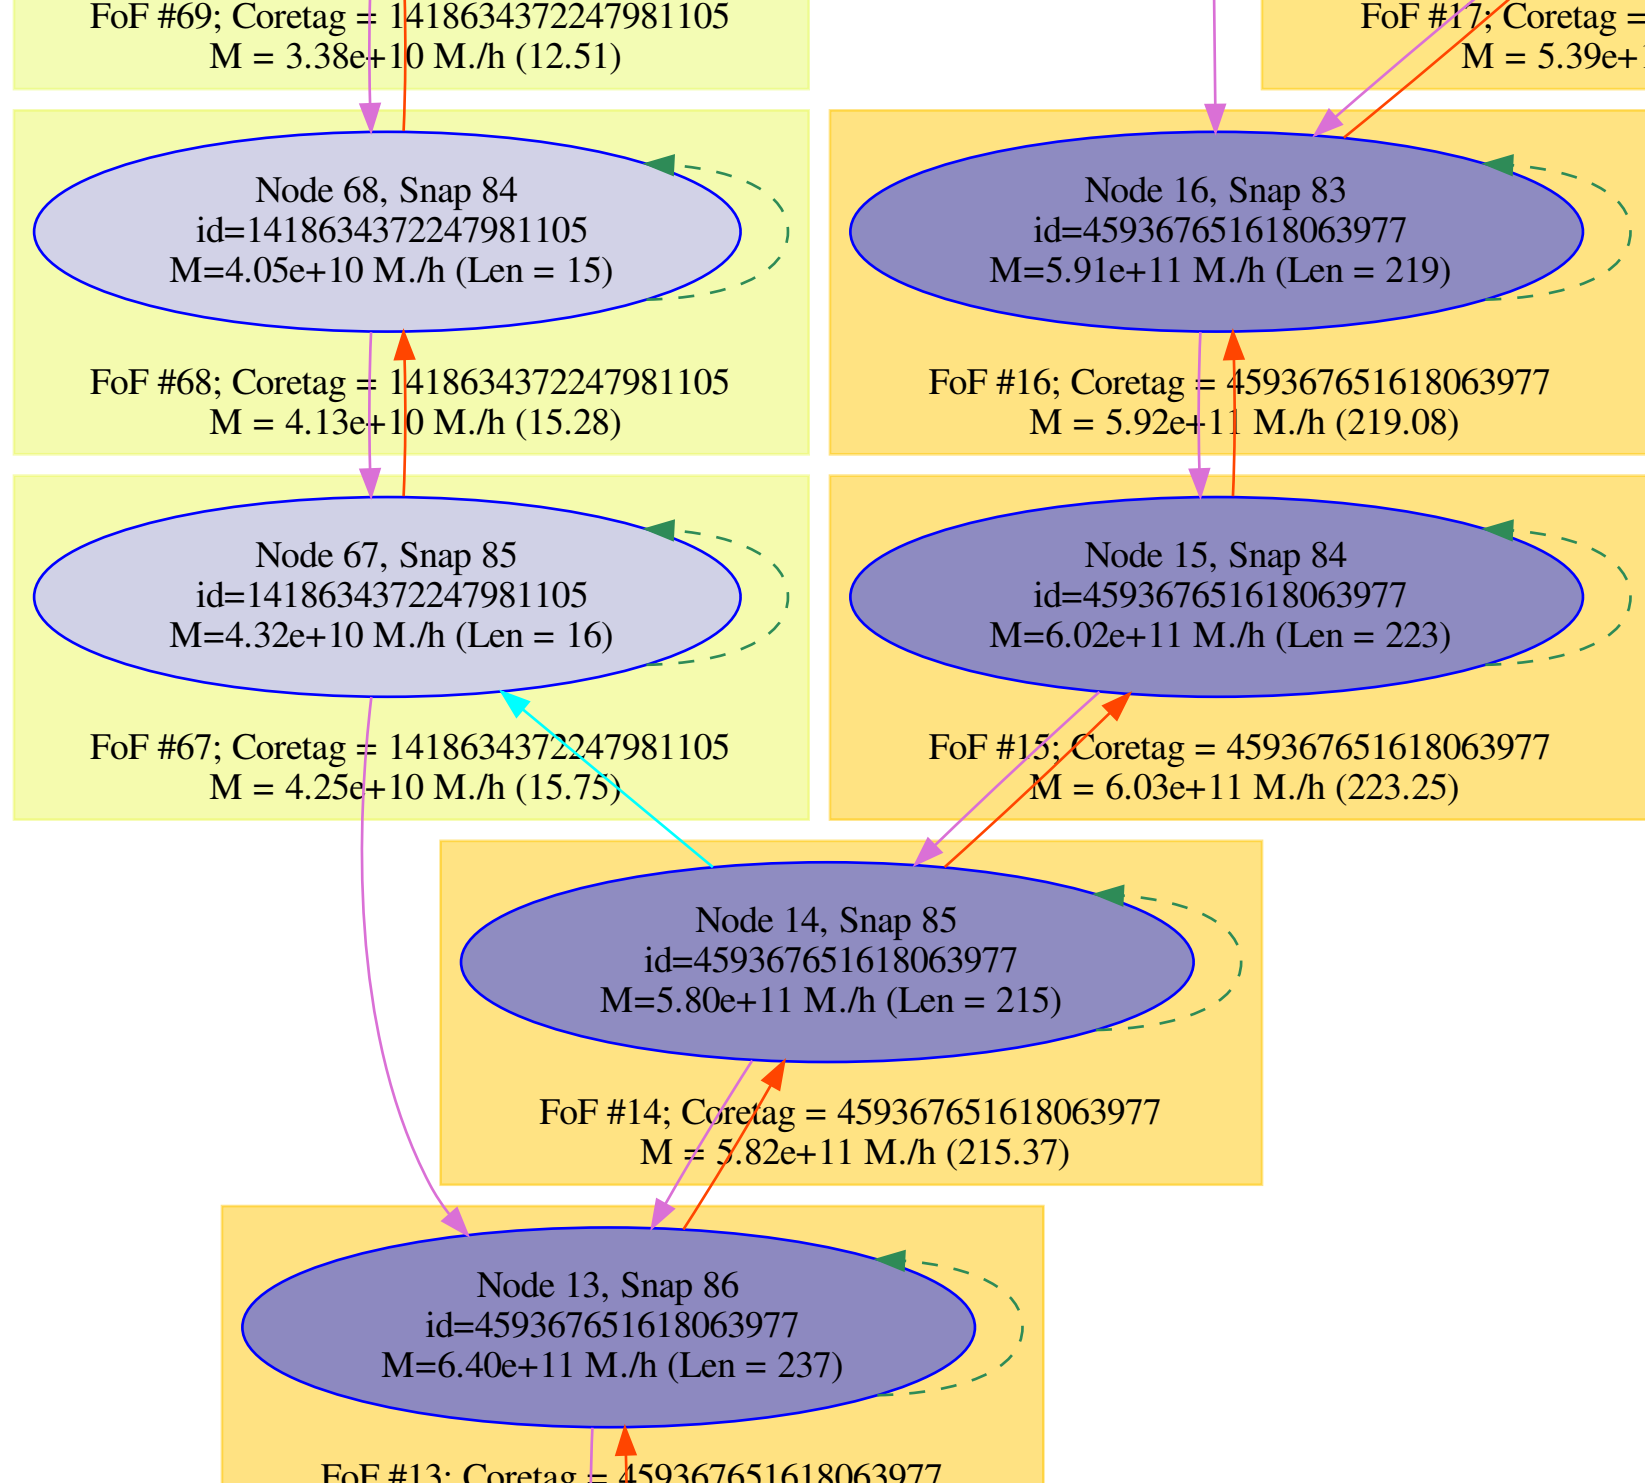 FoF #69; Coretag = 1418634372247981105
M = 3.38e+10 M./h (12.51)
FoF #17; Coretag =
M = 5.39e+
Node 68, Snap 84
id=1418634372247981105
M=4.05e+10 M./h (Len = 15)
FoF #68; Coretag = 1418634372247981105
M = 4.13e+10 M./h (15.28)
Node 16, Snap 83
id=459367651618063977
M=5.91e+11 M./h (Len = 219)
FoF #16; Coretag = 459367651618063977
M = 5.92e+11 M./h (219.08)
Node 67, Snap 85
id=1418634372247981105
M=4.32e+10 M./h (Len = 16)
FoF #67; Coretag = 1418634372247981105
M = 4.25e+10 M./h (15.75)
Node 15, Snap 84
id=459367651618063977
M=6.02e+11 M./h (Len = 223)
FoF #15; Coretag = 459367651618063977
M = 6.03e+11 M./h (223.25)
Node 14, Snap 85
id=459367651618063977
M=5.80e+11 M./h (Len = 215)
FoF #14; Coretag = 459367651618063977
M = 5.82e+11 M./h (215.37)
Node 13, Snap 86
id=459367651618063977
M=6.40e+11 M./h (Len = 237)
FoF #13; Coretag = 459367651618063977